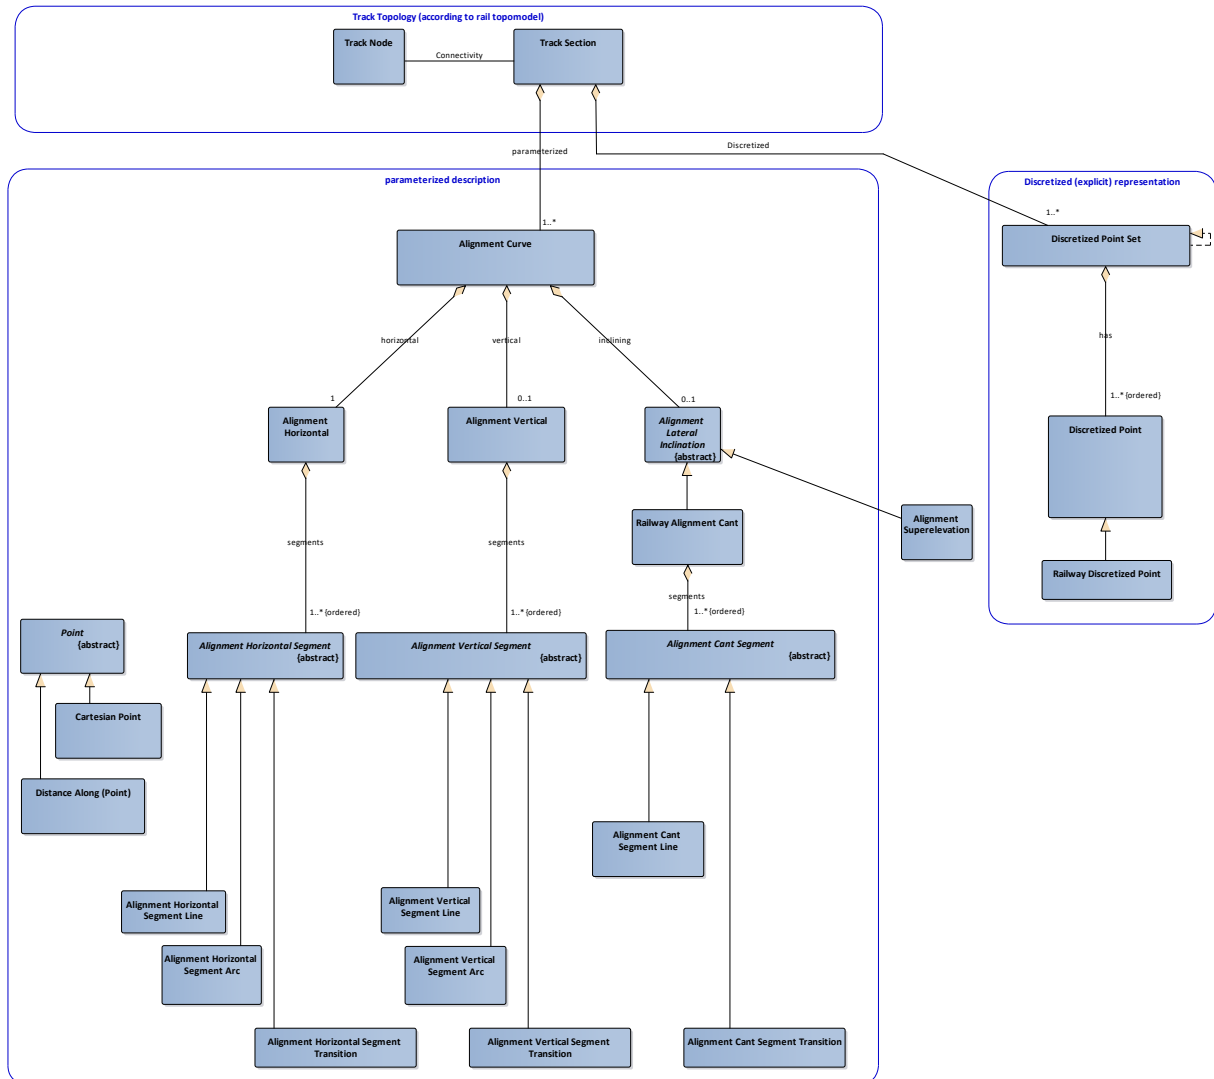 Track Topology (according to rail topomodel)
Track Node
Connectivity
Track Section
parameterized
Discretized
parameterized description
1..*
Alignment Curve
horizontal
vertical
inclining
1
0..1
0..1
Alignment
Horizontal
Alignment Vertical
Alignment
Lateral
Inclination
{abstract}
Railway Alignment Cant
Alignment
Superelevation
segments
segments
segments
1..* {ordered}
1..* {ordered}
1..* {ordered}
Point
{abstract}
Cartesian Point
Distance Along (Point)
Alignment Horizontal Segment
{abstract}
Alignment Vertical Segment
{abstract}
Alignment Cant Segment
{abstract}
Alignment Cant
Segment Line
Alignment Horizontal
Segment Line
Alignment Vertical
Segment Line
Alignment Horizontal
Segment Arc
Alignment Vertical
Segment Arc
Alignment Horizontal Segment
Transition
Alignment Vertical Segment
Transition
Alignment Cant Segment Transition
Discretized (explicit) representation
1..*
Discretized Point Set
has
1..* {ordered}
Discretized Point
Railway Discretized Point